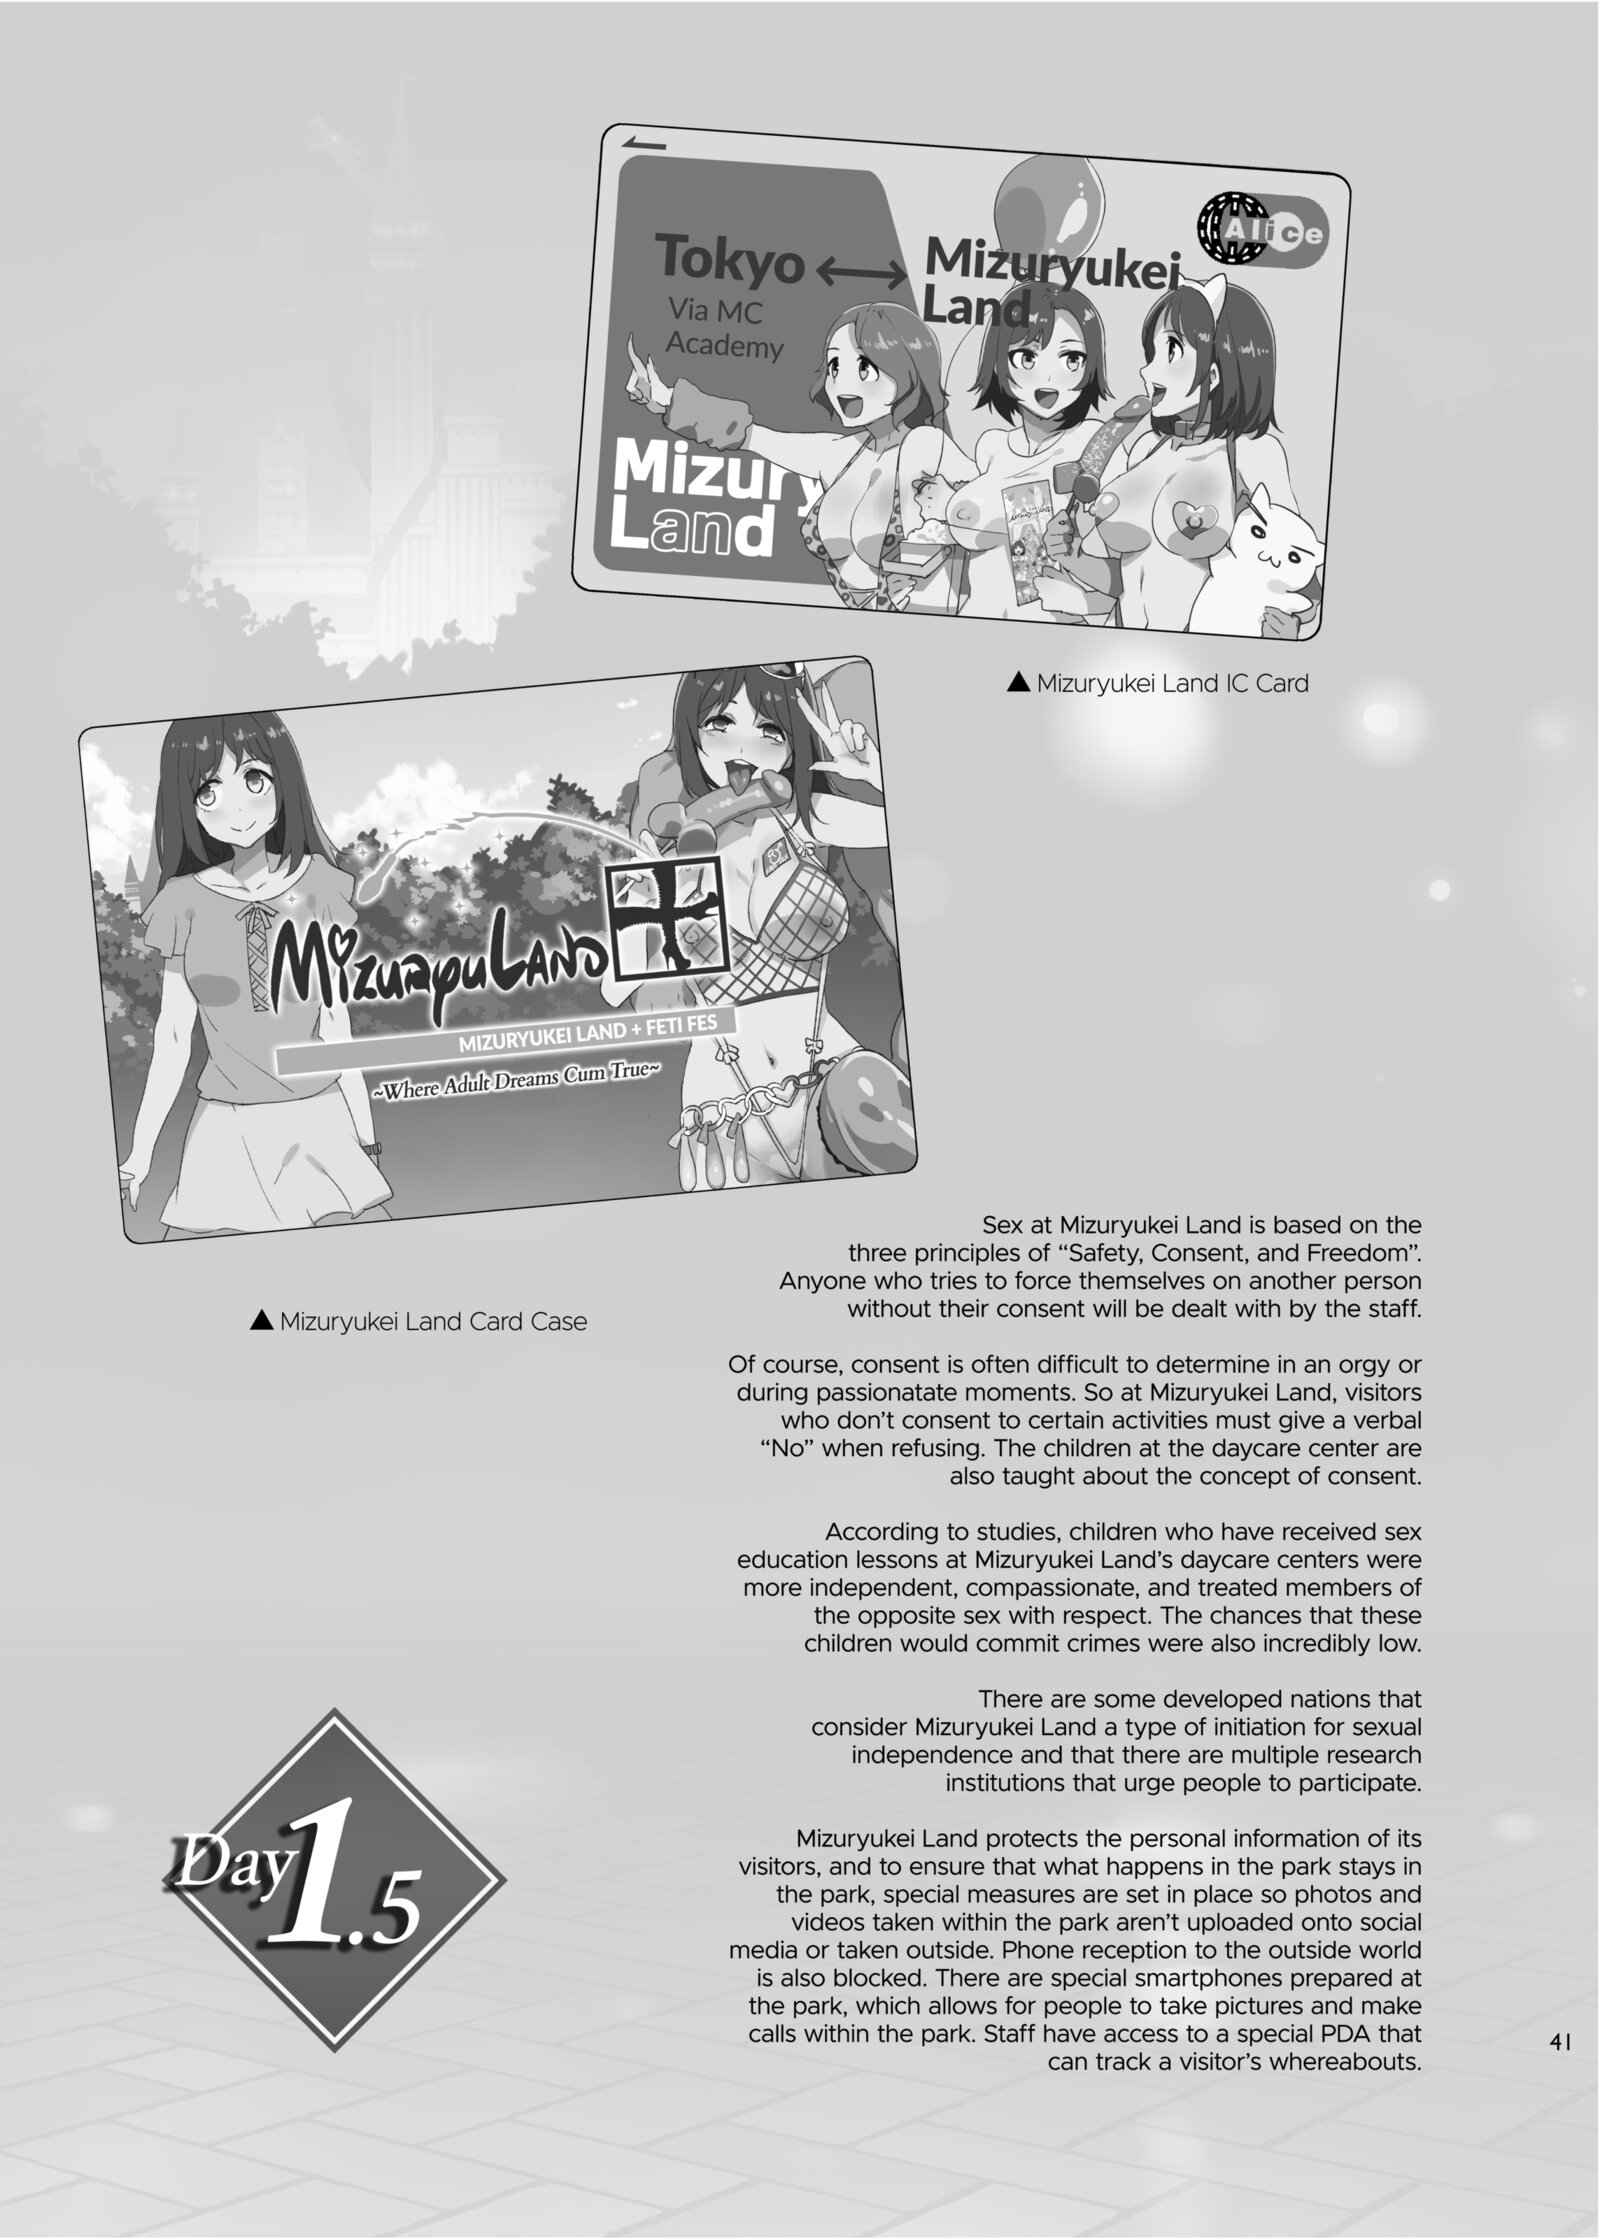 Alice
Tokyo ↔ Mizuryukei
Land
Via MC
Academy
Mizury
Land
▲ Mizuryukei Land IC Card
MizuryuLand
MIZURYUKEI LAND + FETI FES
~Where Adult Dreams Cum True~
▲ Mizuryukei Land Card Case
Sex at Mizuryukei Land is based on the
three principles of “Safety, Consent, and Freedom”.
Anyone who tries to force themselves on another person
without their consent will be dealt with by the staff.
Of course, consent is often difficult to determine in an orgy or
during passionatate moments. So at Mizuryukei Land, visitors
who don’t consent to certain activities must give a verbal
“No” when refusing. The children at the daycare center are
also taught about the concept of consent.
According to studies, children who have received sex
education lessons at Mizuryukei Land’s daycare centers were
more independent, compassionate, and treated members of
the opposite sex with respect. The chances that these
children would commit crimes were also incredibly low.
There are some developed nations that
consider Mizuryukei Land a type of initiation for sexual
independence and that there are multiple research
institutions that urge people to participate.
Mizuryukei Land protects the personal information of its
visitors, and to ensure that what happens in the park stays in
the park, special measures are set in place so photos and
videos taken within the park aren’t uploaded onto social
media or taken outside. Phone reception to the outside world
is also blocked. There are special smartphones prepared at
the park, which allows for people to take pictures and make
calls within the park. Staff have access to a special PDA that
can track a visitor’s whereabouts.
Day 1.5
41